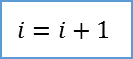 i = i + 1